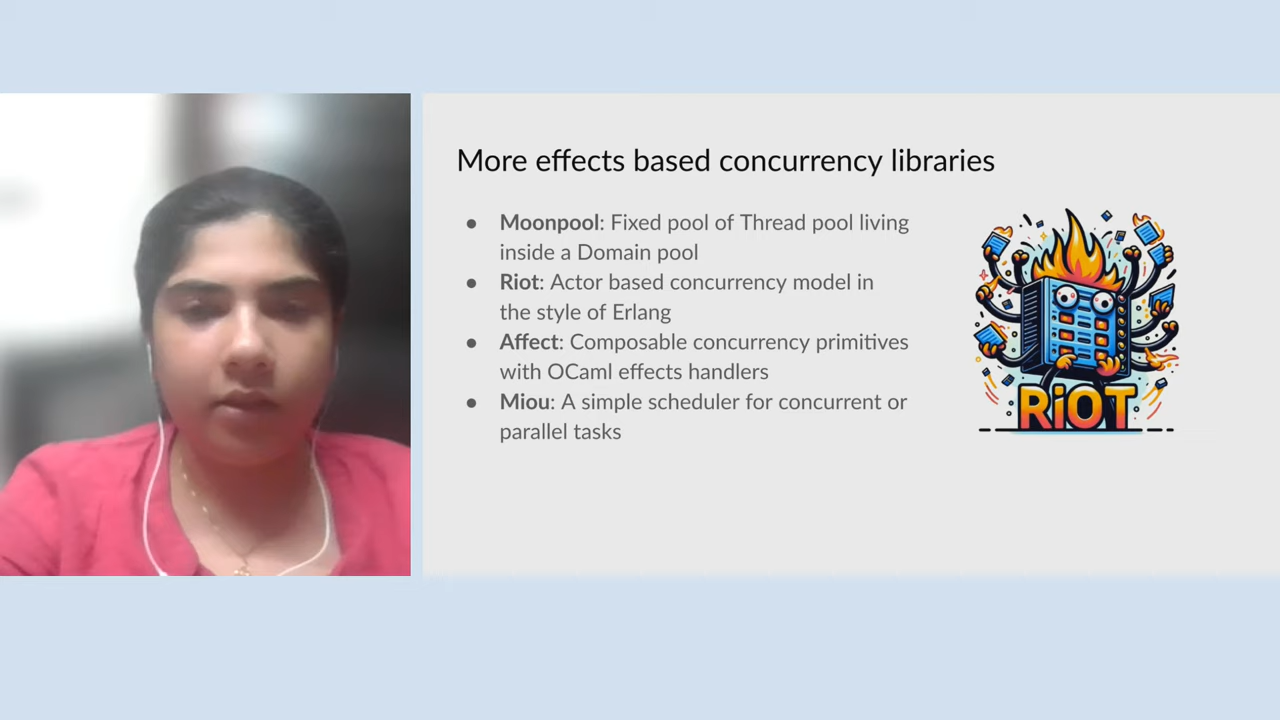 More effects based concurrency libraries
● Moonpool: Fixed pool of Thread pool living
inside a Domain pool
● Riot: Actor based concurrency model in
the style of Erlang
● Affect: Composable concurrency primitives
with OCaml effects handlers
● Miou: A simple scheduler for concurrent or
parallel tasks
RiOT